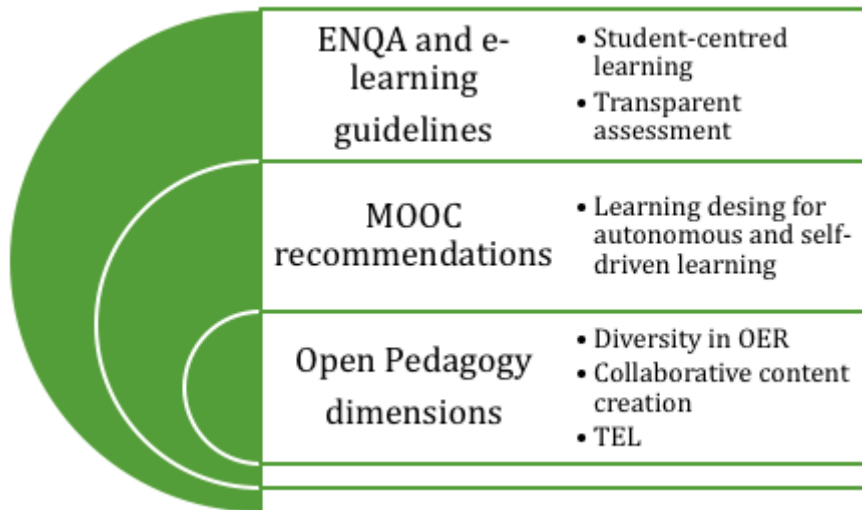 ENQA and e-
learning
guidelines
• Student-centred
learning
• Transparent
assessment
MOOC
recommendations
• Learning desing for
autonomous and self-
driven learning
Open Pedagogy
dimensions
• Diversity in OER
• Collaborative content
creation
• TEL